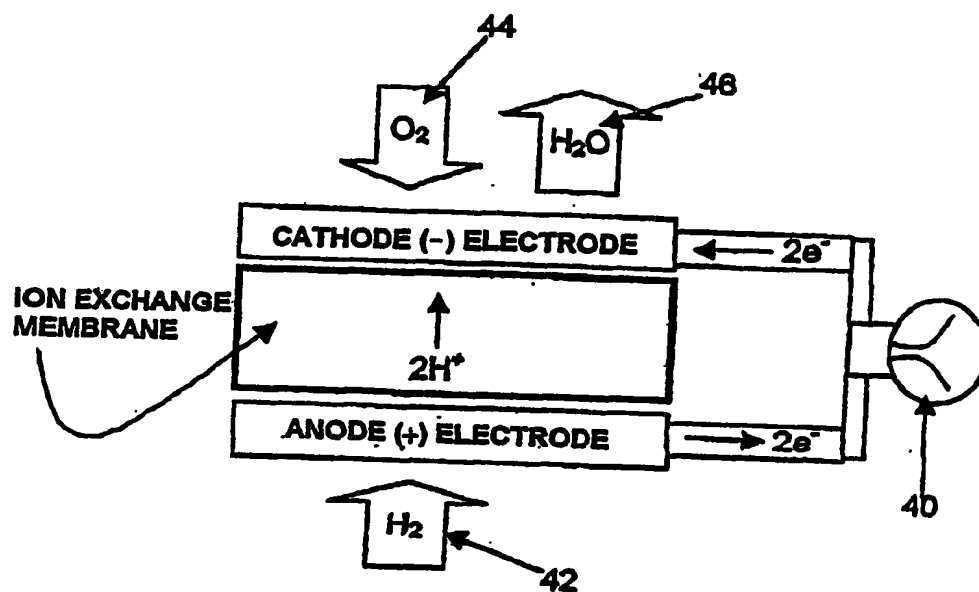 44
46
O₂
H₂O
CATHODE (−) ELECTRODE
2e⁻
ION EXCHANGE
MEMBRANE
2H⁺
ANODE (+) ELECTRODE
2e⁻
40
H₂
42